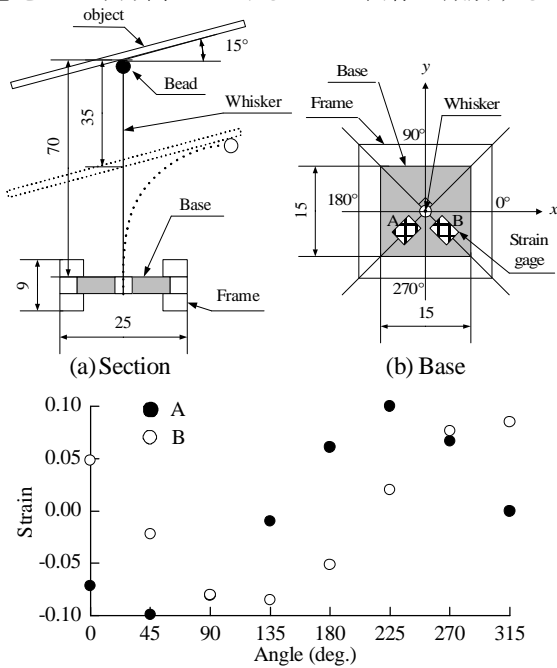 object
15°
Bead
Whisker
35
70
Base
9
Frame
25
(a) Section
y
Base
Frame
Whisker
90°
180°
0°
x
15
A
B
Strain
gage
270°
15
(b) Base
0.10
0.05
0.00
-0.05
-0.10
Strain
A
B
0 45 90 135 180 225 270 315
Angle (deg.)